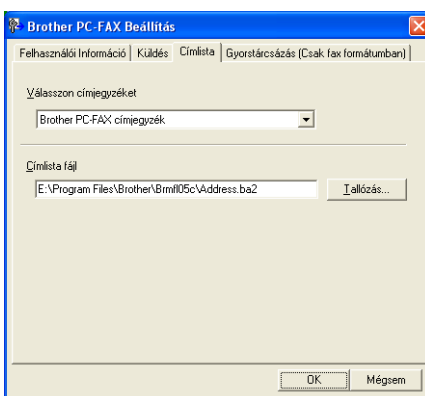 Brother PC-FAX Beállítás
Felhasználói Információ Küldés Címlista Gyorstárcsázás (Csak fax formátumban)
Válasszon címjegyzéket
Brother PC-FAX címjegyzék
Címlista fájl
E:\Program Files\Brother\Brmfl05c\Address.ba2 Tallózás...
OK Mégsem